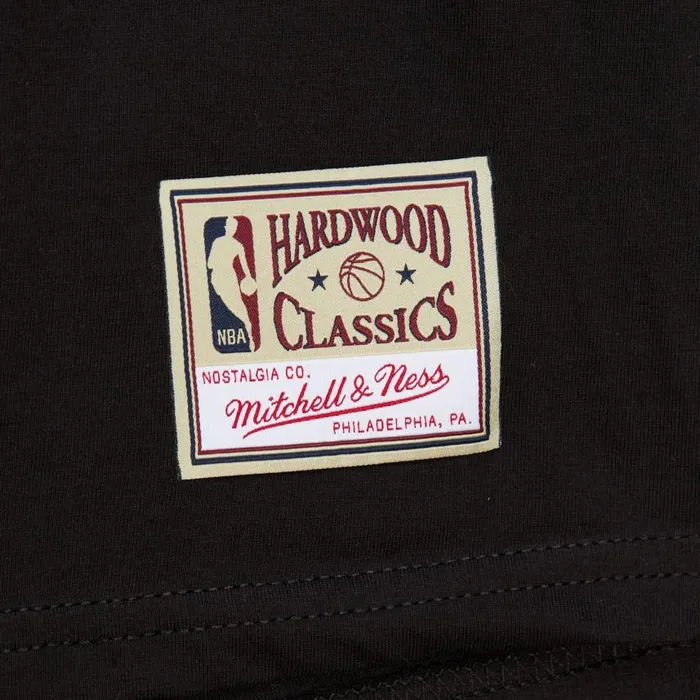 HARDWOOD
CLASSICS
NBA
NOSTALGIA CO.
Mitchell & Ness
PHILADELPHIA, PA.